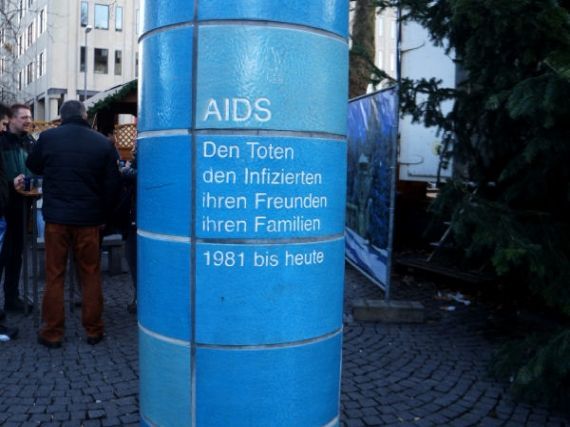 AIDS
Den Toten
den Infizierten
ihren Freunden
ihren Familien
1981 bis heute